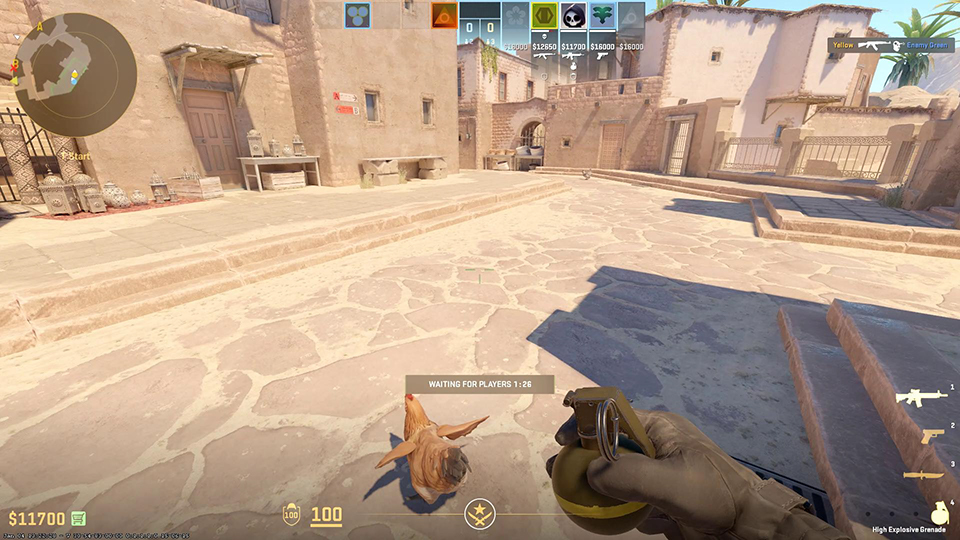 A
B
T Start
0 0
$16000 $12650 $11700 $16000 $16000
Yellow Enemy Green
WAITING FOR PLAYERS 1:26
1
2
3
4
High Explosive Grenade
$11700
100 100